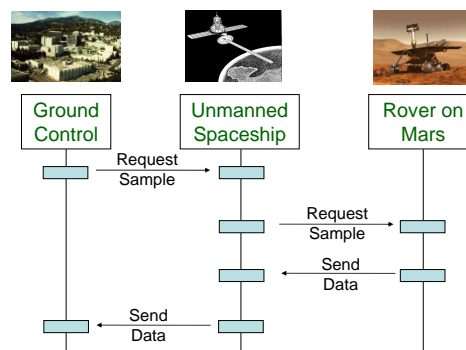 Ground
Control
Unmanned
Spaceship
Rover on
Mars
Request
Sample
Request
Sample
Send
Data
Send
Data